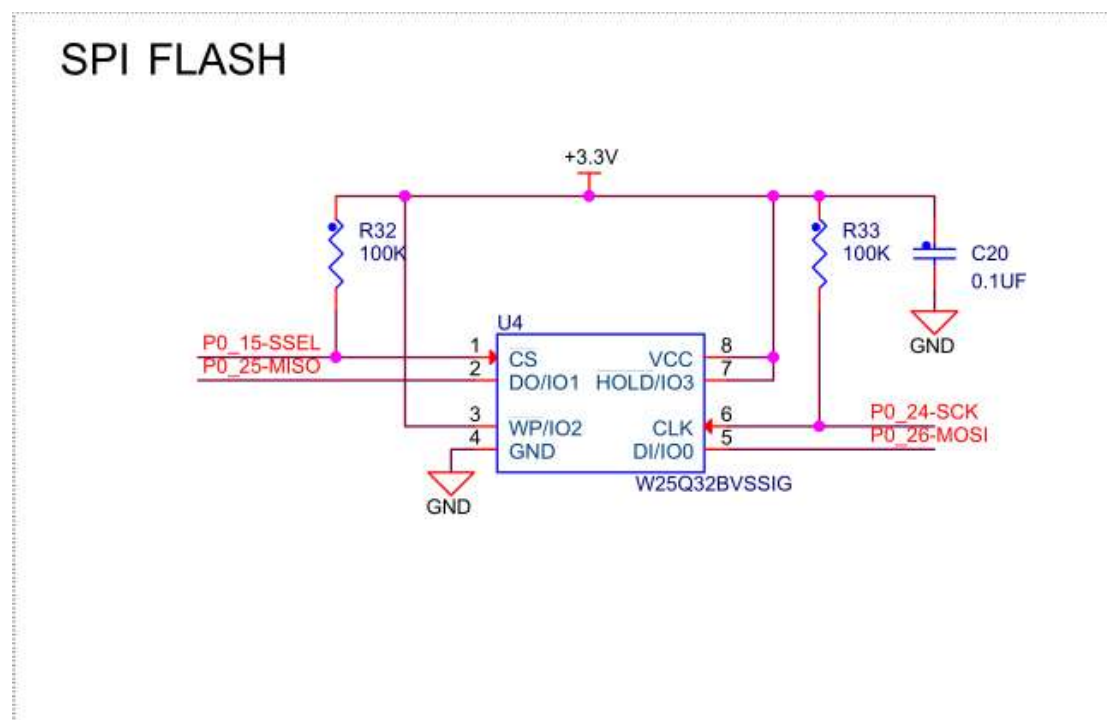 SPI FLASH
+3.3V
R32
100K
R33
100K
C20
0.1UF
GND
U4
P0_15-SSEL
1
CS
VCC
8
P0_25-MISO
2
DO/IO1
HOLD/IO3
7
3
WP/IO2
CLK
6
P0_24-SCK
4
GND
DI/IO0
5
P0_26-MOSI
W25Q32BVSSIG
GND